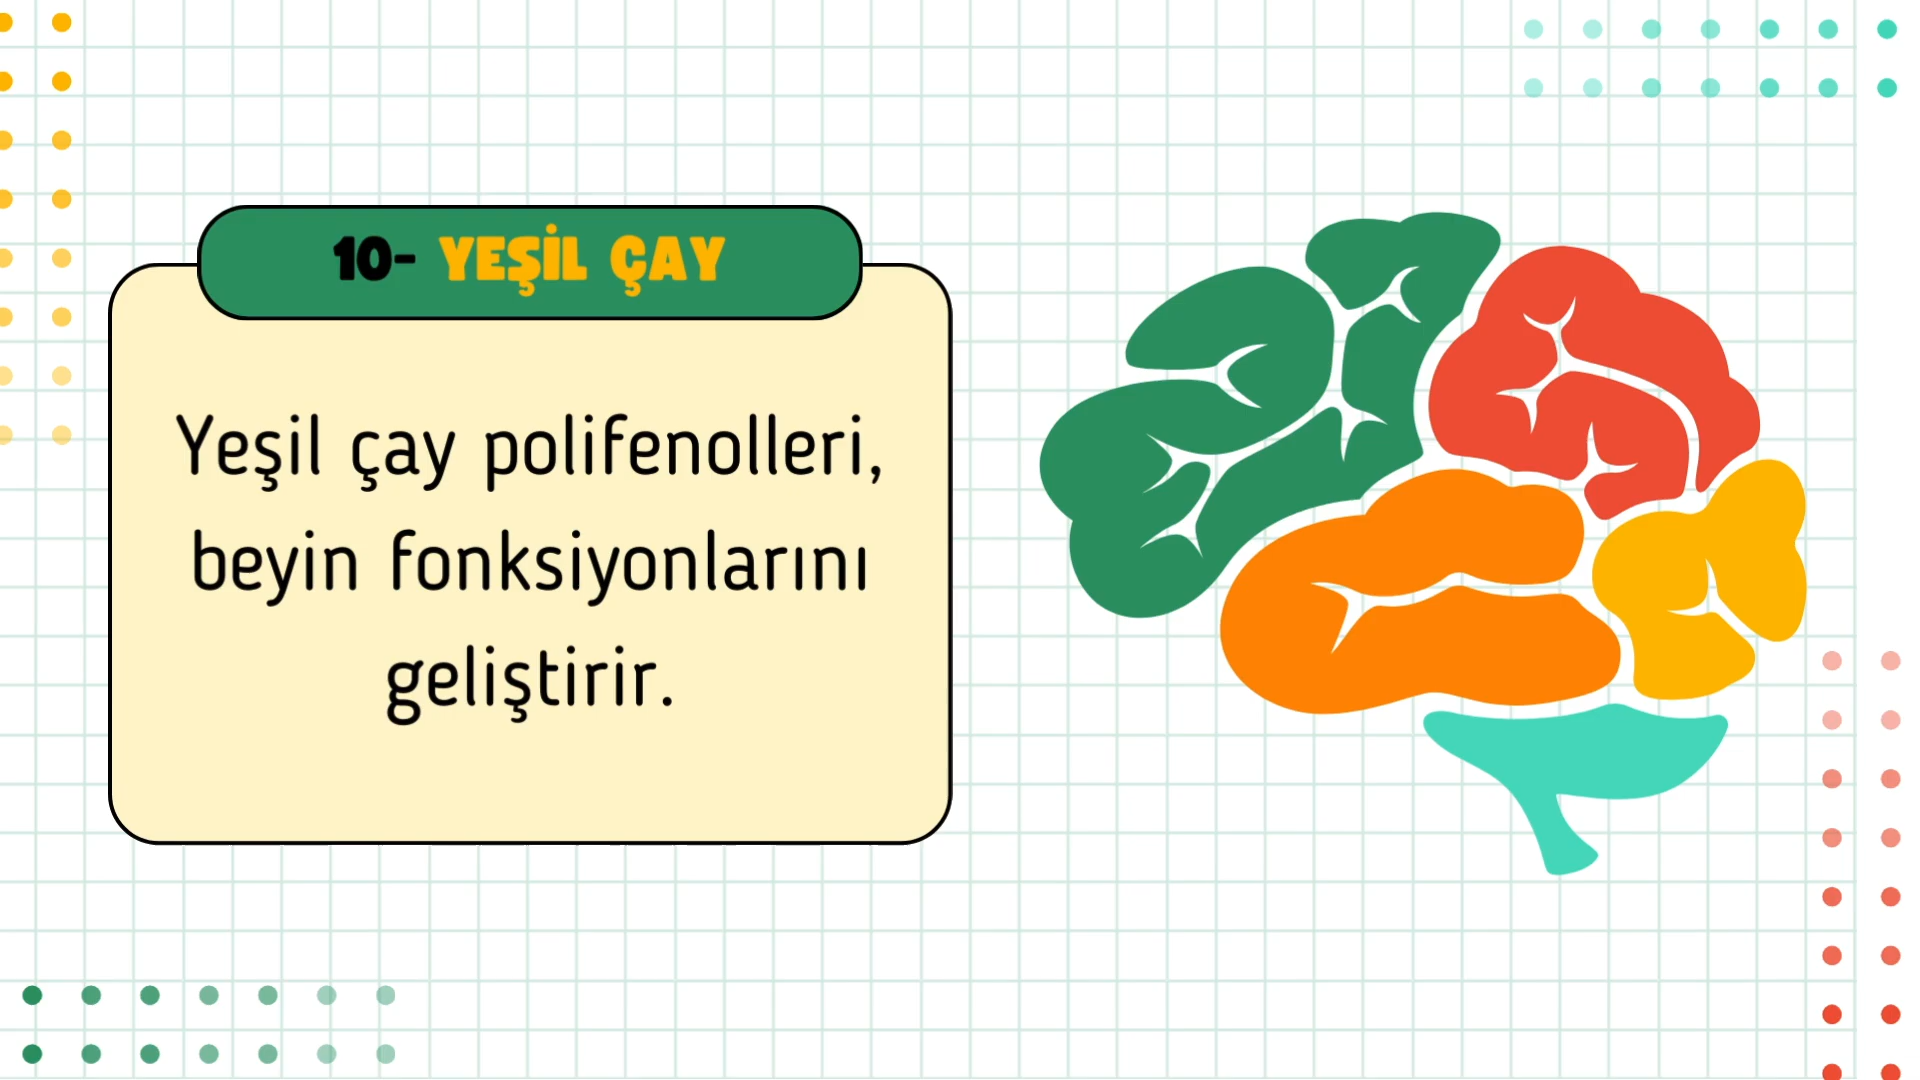 10- YEŞİL ÇAY
Yeşil çay polifenolleri,
beyin fonksiyonlarını
geliştirir.